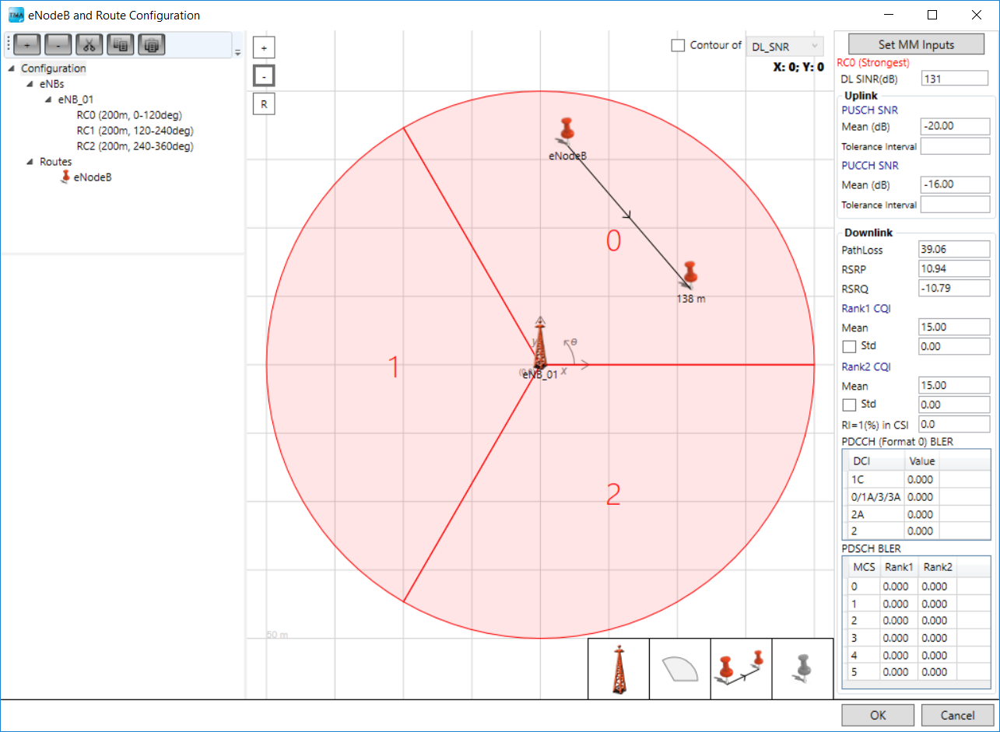 TMA eNodeB and Route Configuration
+ -
Configuration
eNBs
eNB_01
RC0 (200m, 0-120deg)
RC1 (200m, 120-240deg)
RC2 (200m, 240-360deg)
Routes
eNodeB
+
-
R
Contour of DL_SNR
X: 0; Y: 0
eNodeB
0
138 m
1
y θ
eNB_01 x
2
50 m
Set MM Inputs
RC0 (Strongest)
DL SINR(dB) 131
Uplink
PUSCH SNR
Mean (dB) -20.00
Tolerance Interval
PUCCH SNR
Mean (dB) -16.00
Tolerance Interval
Downlink
PathLoss 39.06
RSRP 10.94
RSRQ -10.79
Rank1 CQI
Mean 15.00
Std 0.00
Rank2 CQI
Mean 15.00
Std 0.00
RI=1(%) in CSI 0.0
PDCCH (Format 0) BLER
DCI Value
1C 0.000
0/1A/3/3A 0.000
2A 0.000
2 0.000
PDSCH BLER
MCS Rank1 Rank2
0 0.000 0.000
1 0.000 0.000
2 0.000 0.000
3 0.000 0.000
4 0.000 0.000
5 0.000 0.000
OK Cancel